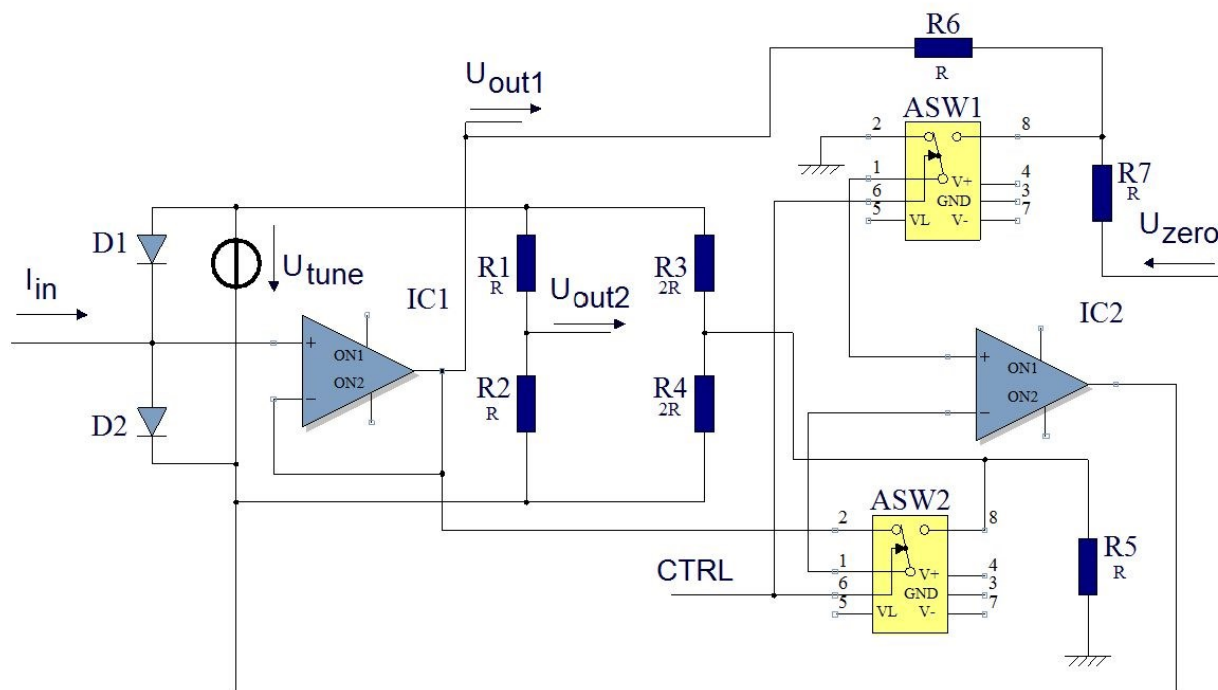 R6
R
Uout1
ASW1
2
8
1
V+
4
6
GND
3
5
VL
V-
7
R7
R
Uzero
D1
Utune
Iin
R1
R
Uout2
R3
2R
IC1
+
ON1
ON2
−
IC2
+
ON1
ON2
−
D2
R2
R
R4
2R
ASW2
2
8
1
V+
4
CTRL
6
GND
3
5
VL
V-
7
R5
R